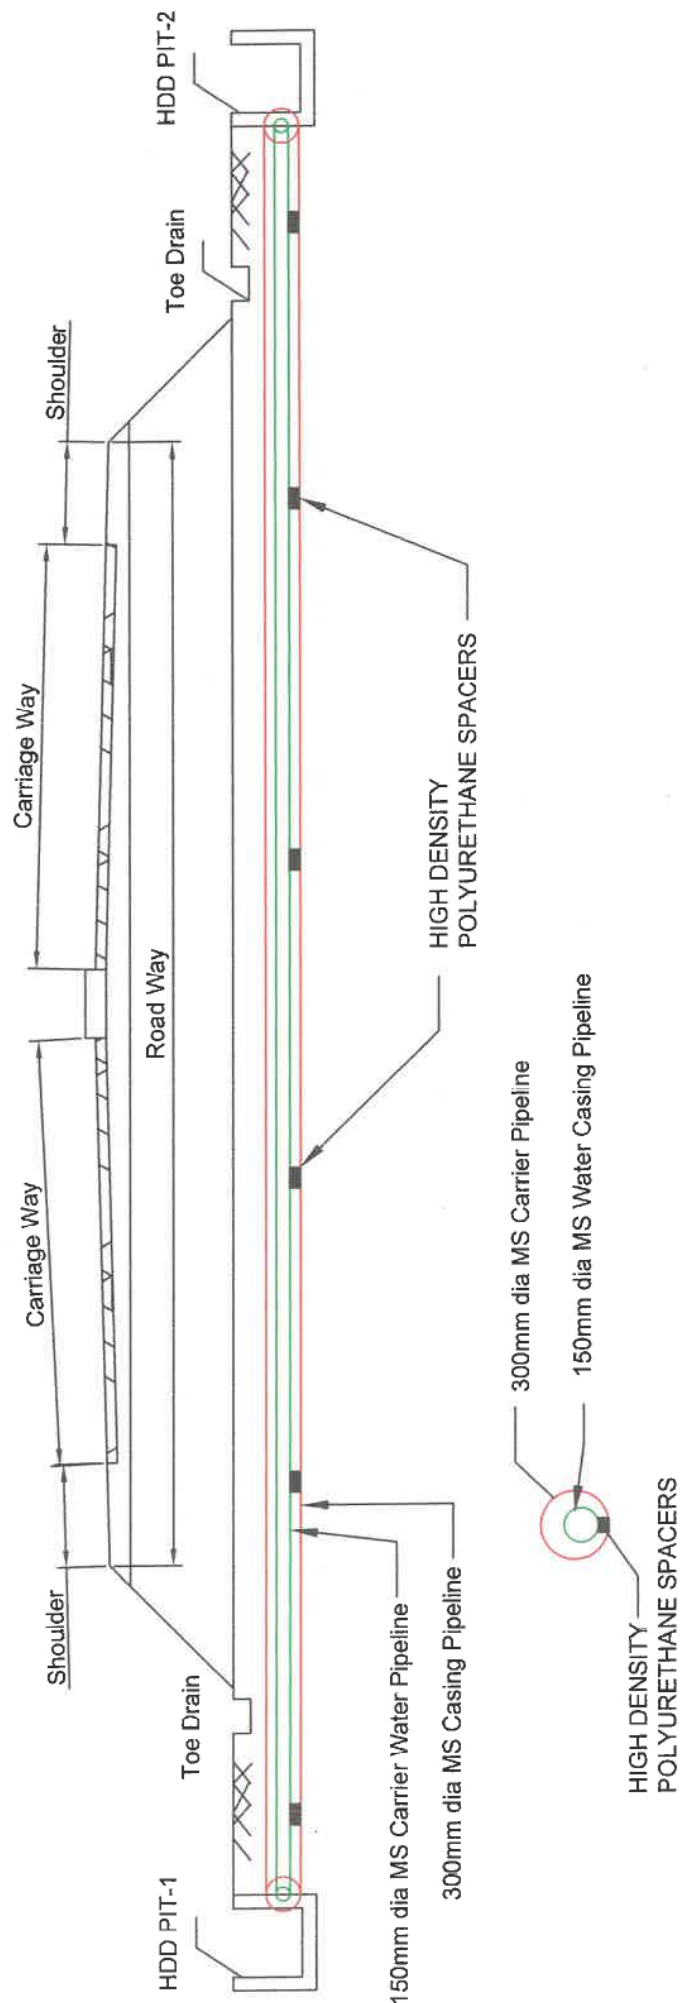 Shoulder
Carriage Way
Carriage Way
Shoulder
Road Way
HDD PIT-1
Toe Drain
Toe Drain
HDD PIT-2
150mm dia MS Carrier Water Pipeline
300mm dia MS Casing Pipeline
HIGH DENSITY
POLYURETHANE SPACERS
300mm dia MS Carrier Pipeline
150mm dia MS Water Casing Pipeline
HIGH DENSITY
POLYURETHANE SPACERS